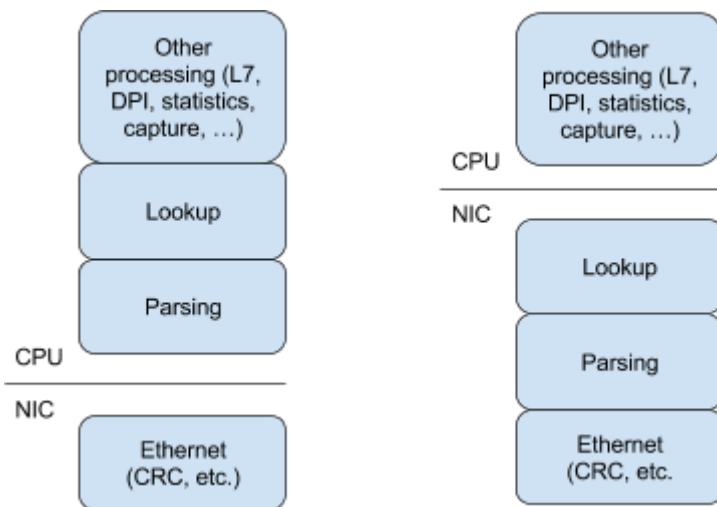 Other
processing (L7,
DPI, statistics,
capture, …)
Lookup
Parsing
CPU
NIC
Ethernet
(CRC, etc.)
Other
processing (L7,
DPI, statistics,
capture, …)
CPU
NIC
Lookup
Parsing
Ethernet
(CRC, etc.